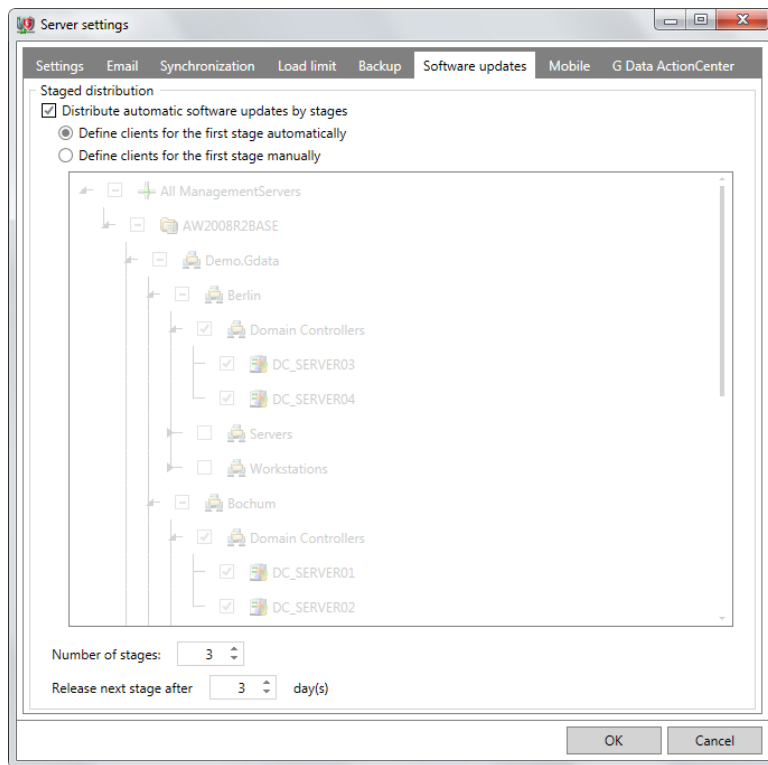 Server settings
Settings Email Synchronization Load limit Backup Software updates Mobile G Data ActionCenter
Staged distribution
Distribute automatic software updates by stages
Define clients for the first stage automatically
Define clients for the first stage manually
All ManagementServers
AW2008R2BASE
Demo.Gdata
Berlin
Domain Controllers
DC_SERVER03
DC_SERVER04
Servers
Workstations
Bochum
Domain Controllers
DC_SERVER01
DC_SERVER02
Number of stages: 3
Release next stage after 3 day(s)
OK Cancel